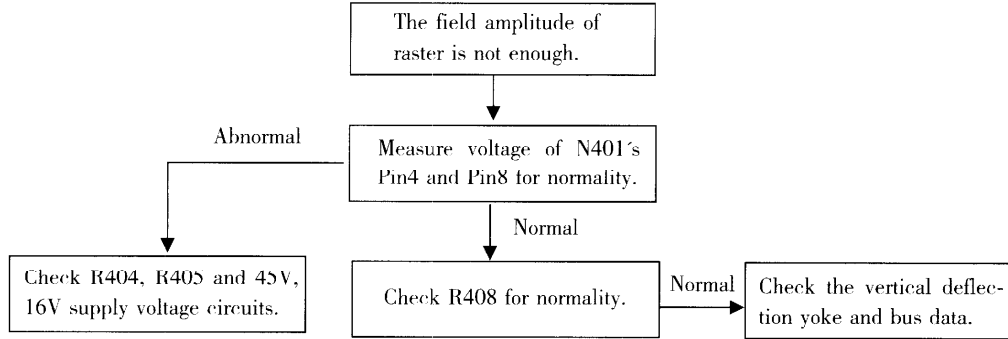 The field amplitude of
raster is not enough.
Abnormal
Measure voltage of N401's
Pin4 and Pin8 for normality.
Normal
Check R404, R405 and 45V,
16V supply voltage circuits.
Check R408 for normality.
Normal
Check the vertical deflec-
tion yoke and bus data.